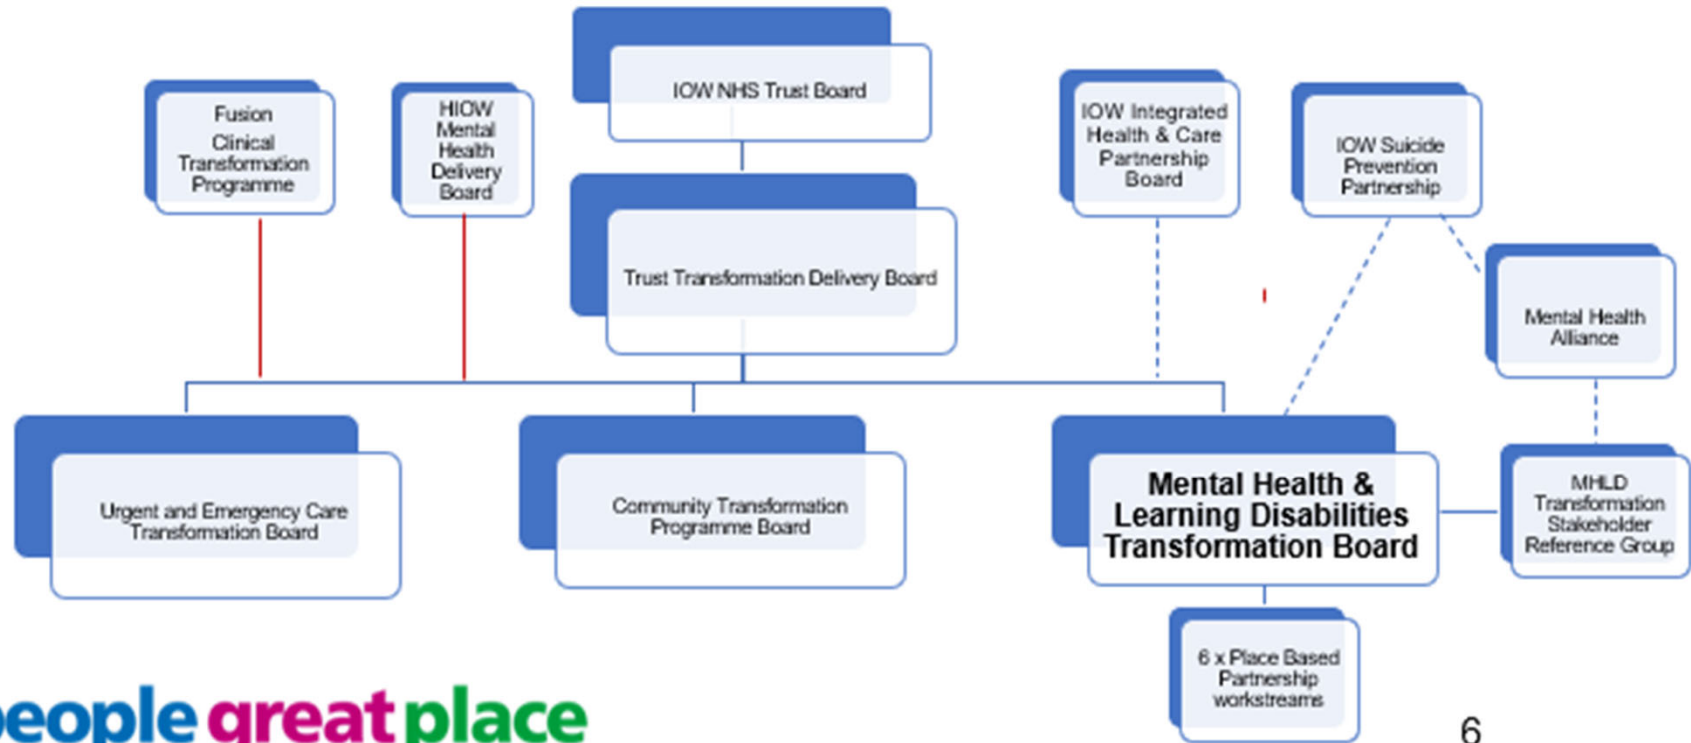 IOW NHS Trust Board
Fusion
Clinical
Transformation
Programme
HIOW
Mental
Health
Delivery
Board
IOW Integrated
Health & Care
Partnership
Board
IOW Suicide
Prevention
Partnership
Trust Transformation Delivery Board
Mental Health
Alliance
Urgent and Emergency Care
Transformation Board
Community Transformation
Programme Board
Mental Health &
Learning Disabilities
Transformation Board
MHLD
Transformation
Stakeholder
Reference Group
6 x Place Based
Partnership
workstreams
people great place
6